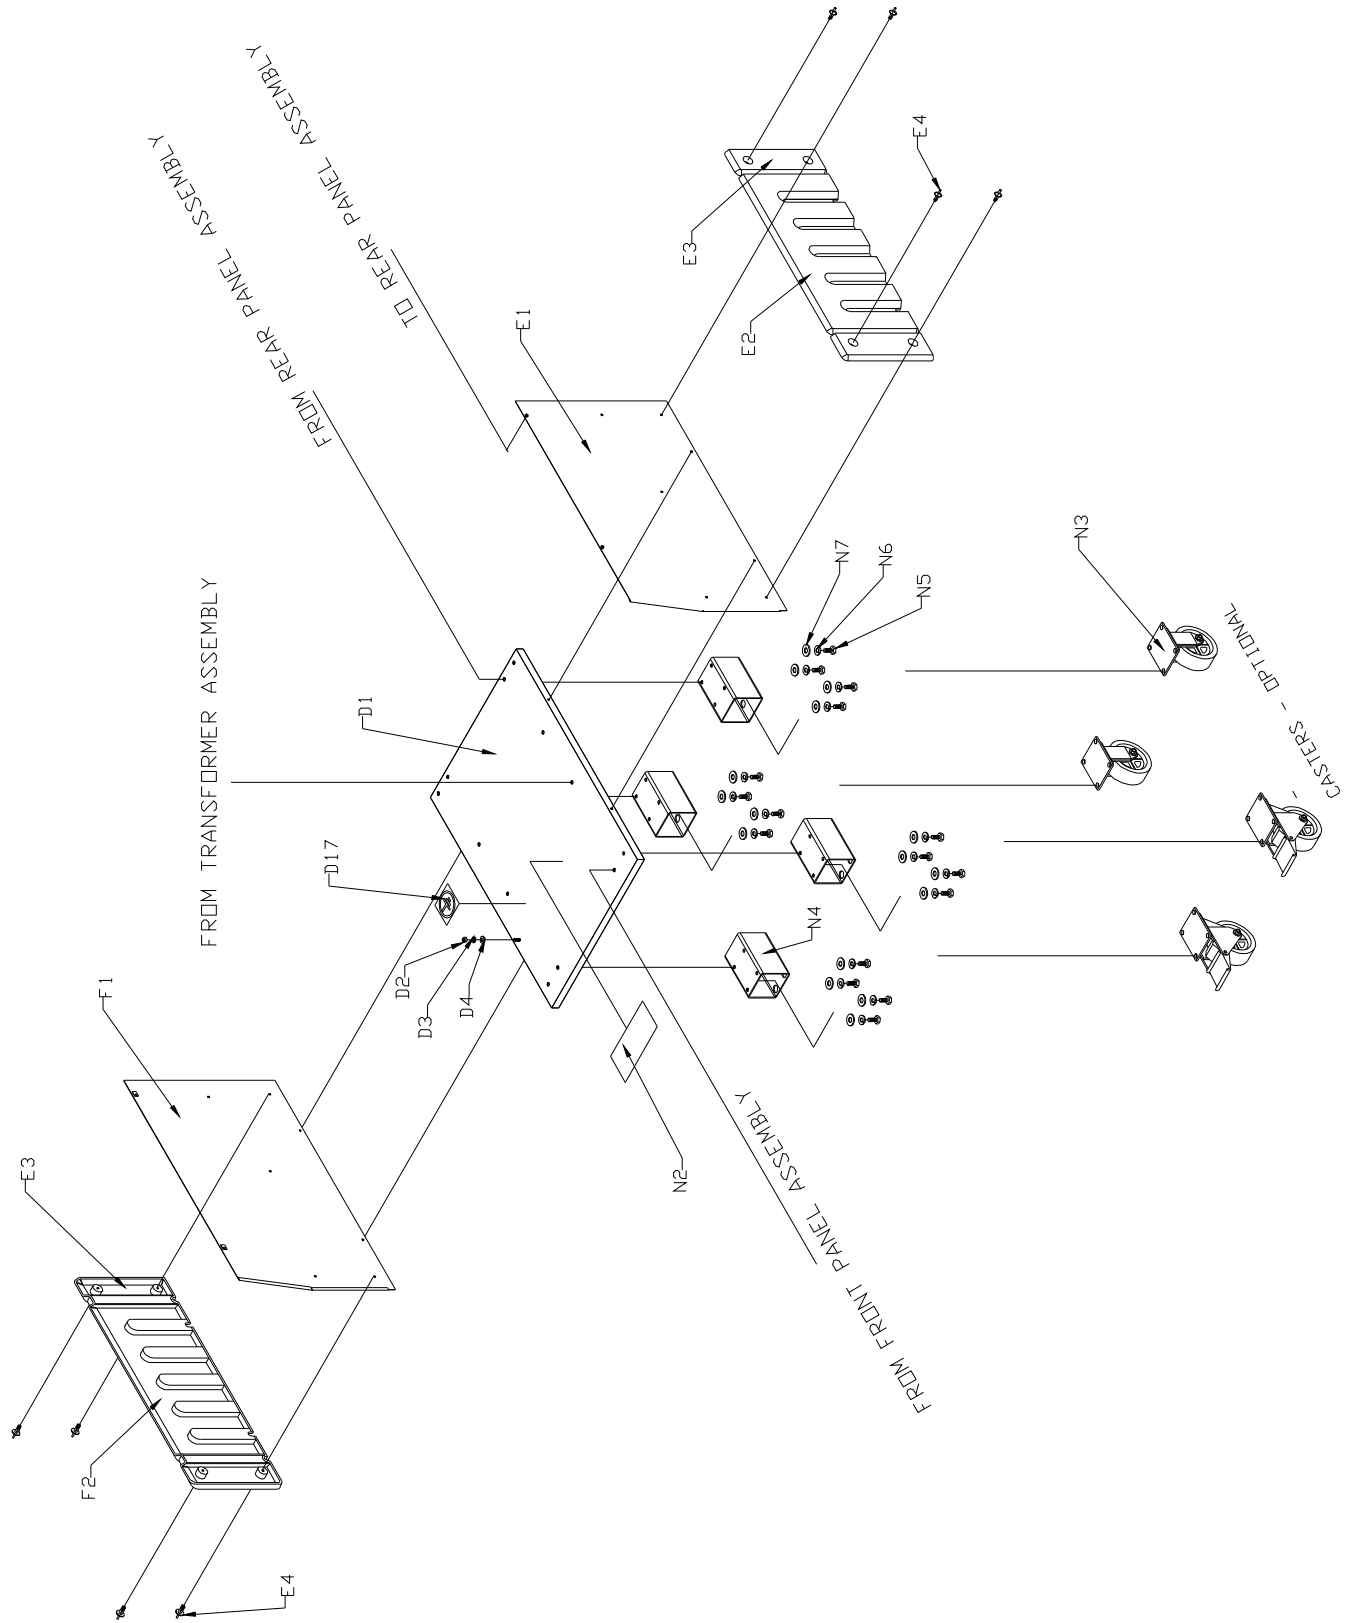 TO REAR PANEL ASSEMBLY
FROM REAR PANEL ASSEMBLY
FROM TRANSFORMER ASSEMBLY
E4
E3
E2
E1
N7
N6
N5
N3
D1
D17
D2
D3
D4
N4
CASTERS - OPTIONAL -
F1
N2
E3
FROM FRONT PANEL ASSEMBLY
F2
E4